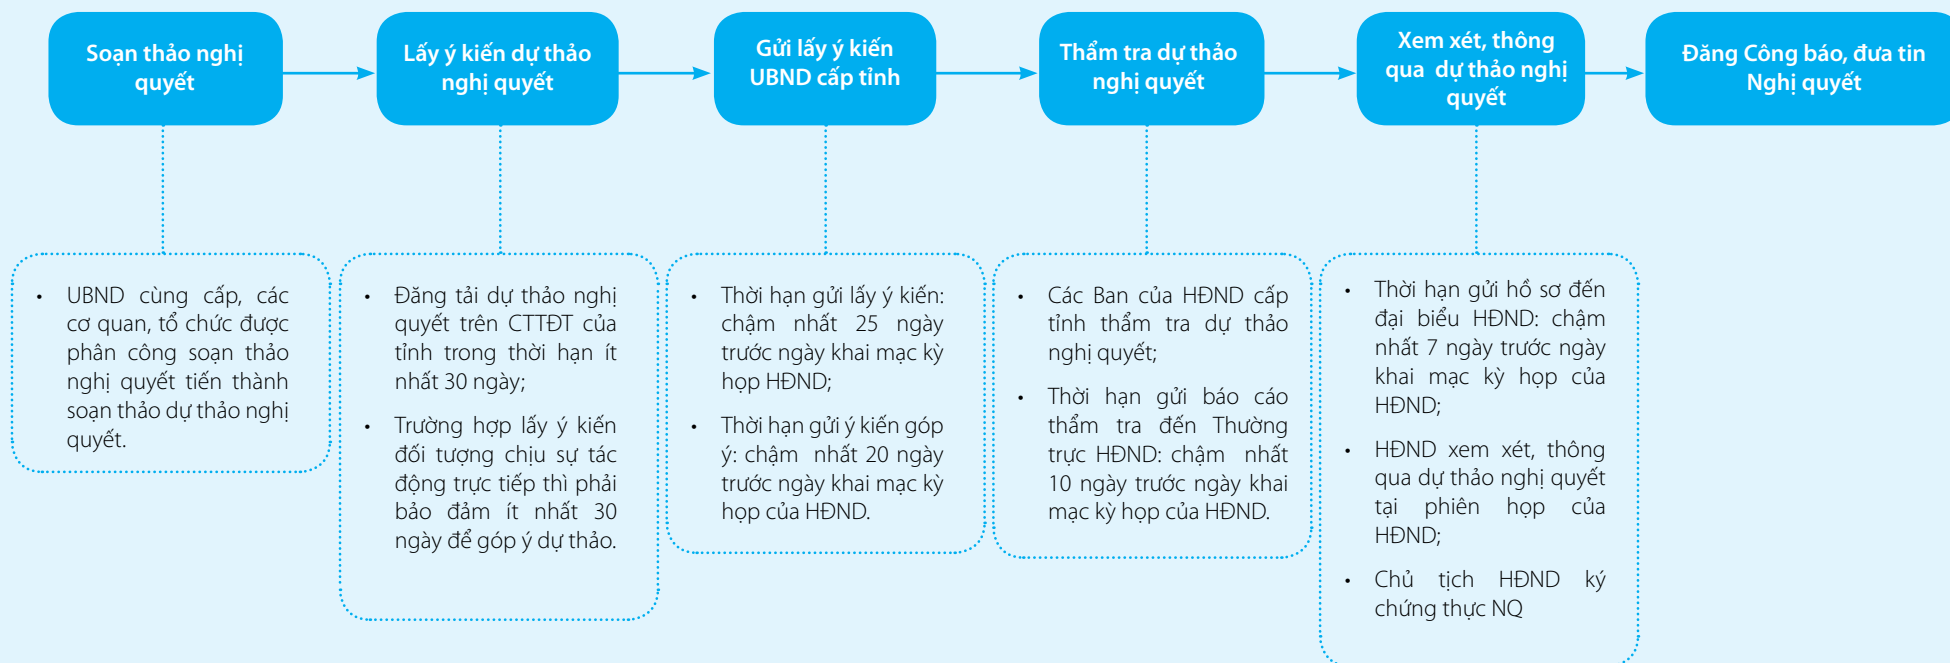 Soạn thảo nghị
quyết
Lấy ý kiến dự thảo
nghị quyết
Gửi lấy ý kiến
UBND cấp tỉnh
Thẩm tra dự thảo
nghị quyết
Xem xét, thông
qua dự thảo nghị
quyết
Đăng Công báo, đưa tin
Nghị quyết
• UBND cùng cấp, các
cơ quan, tổ chức được
phân công soạn thảo
nghị quyết tiến thành
soạn thảo dự thảo nghị
quyết.
• Đăng tải dự thảo nghị
quyết trên CTTĐT của
tỉnh trong thời hạn ít
nhất 30 ngày;
• Trường hợp lấy ý kiến
đối tượng chịu sự tác
động trực tiếp thì phải
bảo đảm ít nhất 30
ngày để góp ý dự thảo.
• Thời hạn gửi lấy ý kiến:
chậm nhất 25 ngày
trước ngày khai mạc kỳ
họp HĐND;
• Thời hạn gửi ý kiến góp
ý: chậm nhất 20 ngày
trước ngày khai mạc kỳ
họp của HĐND.
• Các Ban của HĐND cấp
tỉnh thẩm tra dự thảo
nghị quyết;
• Thời hạn gửi báo cáo
thẩm tra đến Thường
trực HĐND: chậm nhất
10 ngày trước ngày khai
mạc kỳ họp của HĐND.
• Thời hạn gửi hồ sơ đến
đại biểu HĐND: chậm
nhất 7 ngày trước ngày
khai mạc kỳ họp của
HĐND;
• HĐND xem xét, thông
qua dự thảo nghị quyết
tại phiên họp của
HĐND;
• Chủ tịch HĐND ký
chứng thực NQ